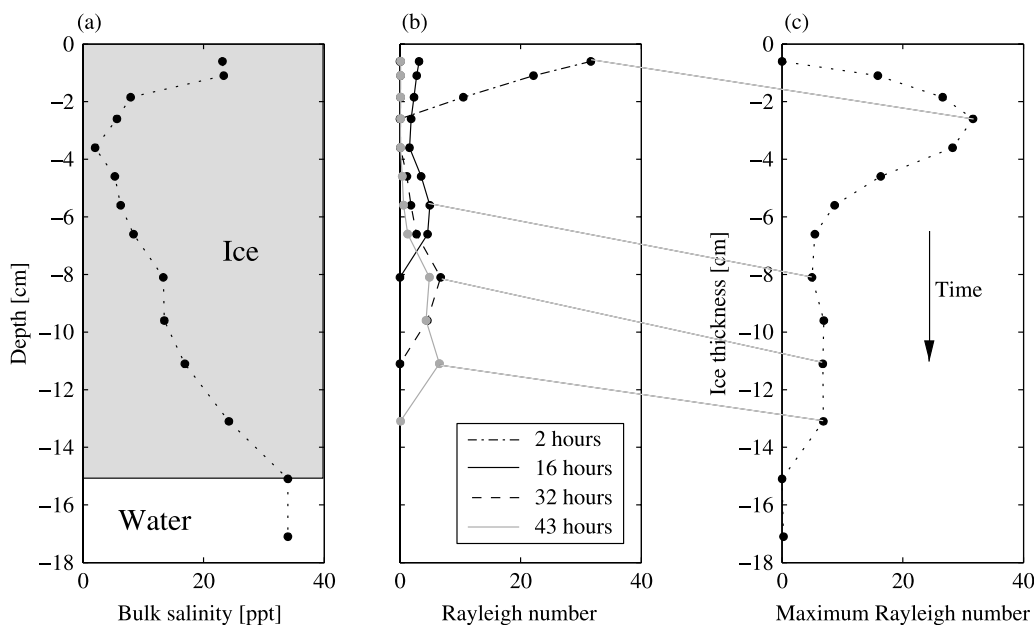 (a)
(b)
(c)
0
−2
−4
−6
−8
−10
−12
−14
−16
−18
Depth [cm]
Ice
Water
0 20 40
Bulk salinity [ppt]
2 hours
16 hours
32 hours
43 hours
0 20 40
Rayleigh number
0
−2
−4
−6
−8
−10
−12
−14
−16
−18
Ice thickness [cm]
Time
0 10 20 30 40
Maximum Rayleigh number